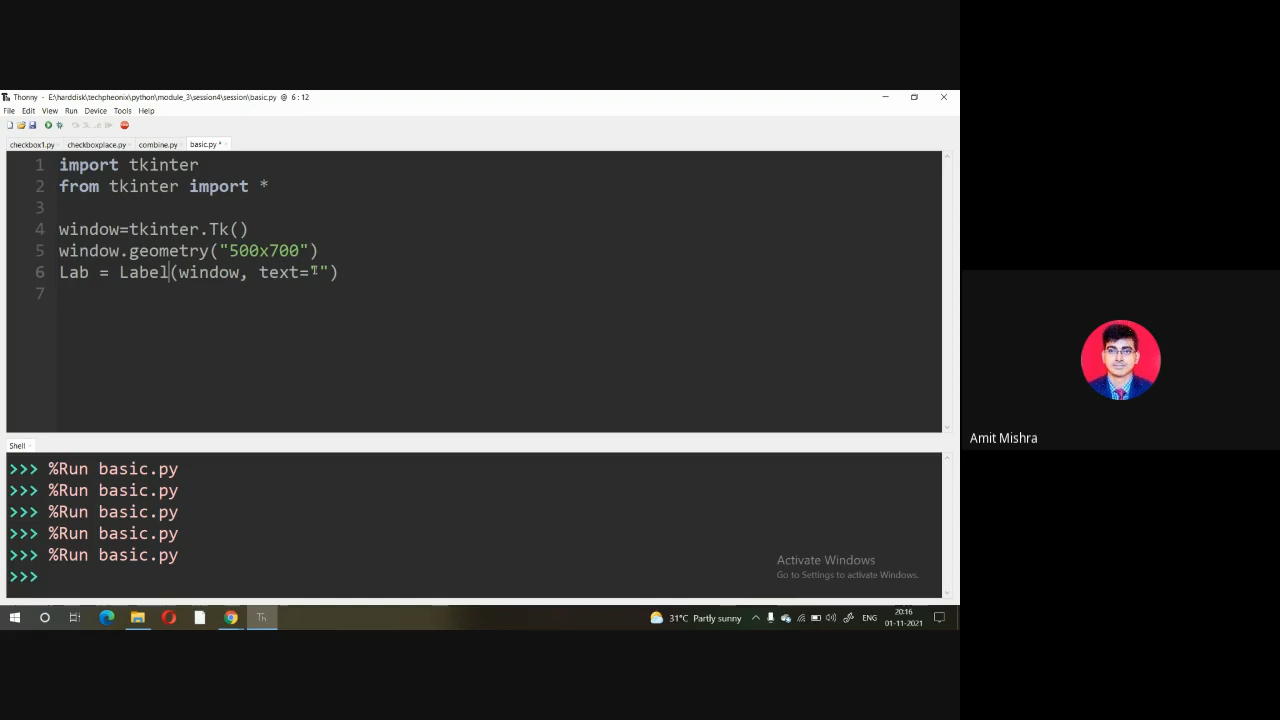 Thonny - E:\harddisk\techpheonix\python\module_3\session4\session\basic.py @ 6 : 12
File Edit View Run Device Tools Help
checkbox1.py checkboxplace.py combine.py basic.py *
1 import tkinter
2 from tkinter import *
3
4 window=tkinter.Tk()
5 window.geometry("500x700")
6 Lab = Label(window, text="")
7
Amit Mishra
Shell
>>> %Run basic.py
>>> %Run basic.py
>>> %Run basic.py
>>> %Run basic.py
>>> %Run basic.py
>>>
Activate Windows
Go to Settings to activate Windows.
Th
31°C Partly sunny
ENG
20:16
01-11-2021